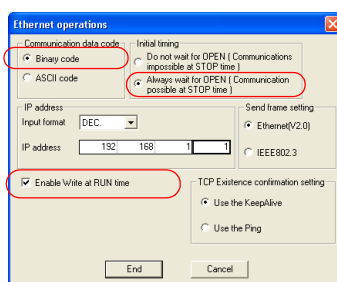 Ethernet operations
Communication data code
Binary code
ASCII code
Initial timing
Do not wait for OPEN ( Communications
impossible at STOP time )
Always wait for OPEN ( Communication
possible at STOP time )
IP address
Input format DEC.
IP address 192 168 1 1
Send frame setting
Ethernet(V2.0)
IEEE802.3
Enable Write at RUN time
TCP Existence confirmation setting
Use the KeepAlive
Use the Ping
End Cancel